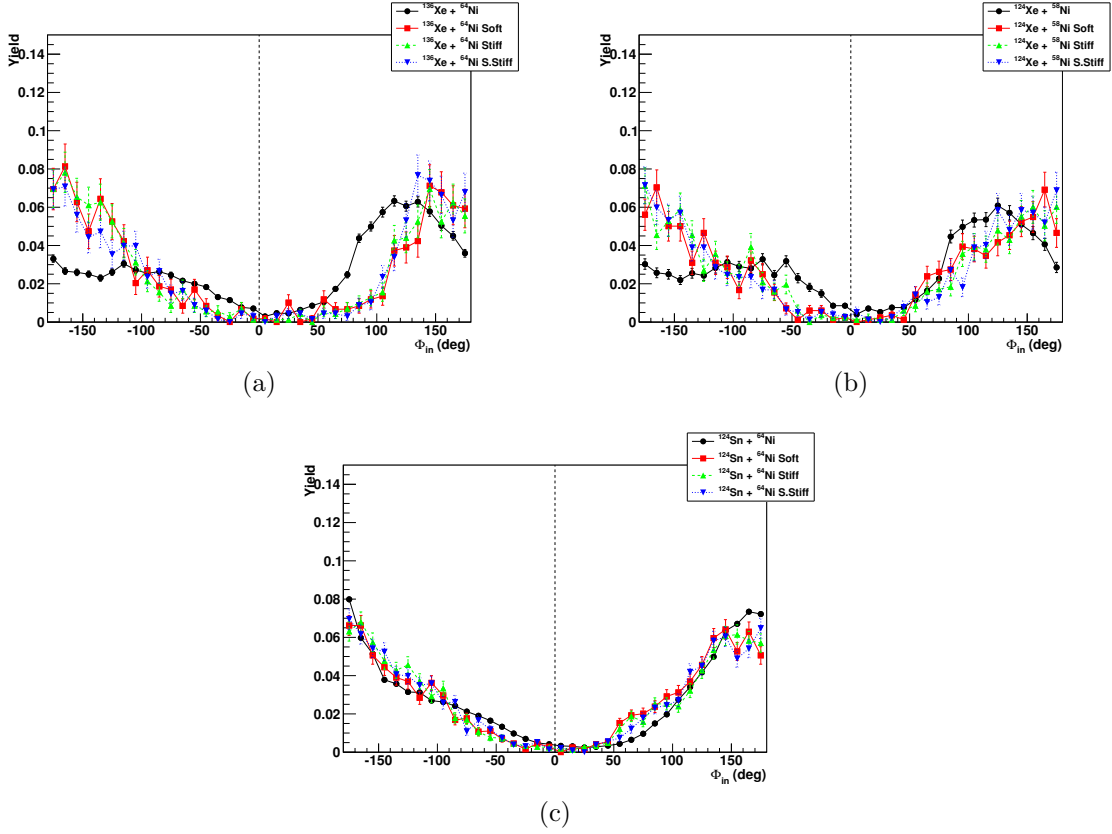 ¹³⁶Xe + ⁶⁴Ni
¹³⁶Xe + ⁶⁴Ni Soft
¹³⁶Xe + ⁶⁴Ni Stiff
¹³⁶Xe + ⁶⁴Ni S.Stiff
Yield
0.14
0.12
0.1
0.08
0.06
0.04
0.02
0
-150 -100 -50 0 50 100 150
Φin (deg)
(a)
¹²⁴Xe + ⁵⁸Ni
¹²⁴Xe + ⁵⁸Ni Soft
¹²⁴Xe + ⁵⁸Ni Stiff
¹²⁴Xe + ⁵⁸Ni S.Stiff
Yield
0.14
0.12
0.1
0.08
0.06
0.04
0.02
0
-150 -100 -50 0 50 100 150
Φin (deg)
(b)
¹²⁴Sn + ⁶⁴Ni
¹²⁴Sn + ⁶⁴Ni Soft
¹²⁴Sn + ⁶⁴Ni Stiff
¹²⁴Sn + ⁶⁴Ni S.Stiff
Yield
0.14
0.12
0.1
0.08
0.06
0.04
0.02
0
-150 -100 -50 0 50 100 150
Φin (deg)
(c)